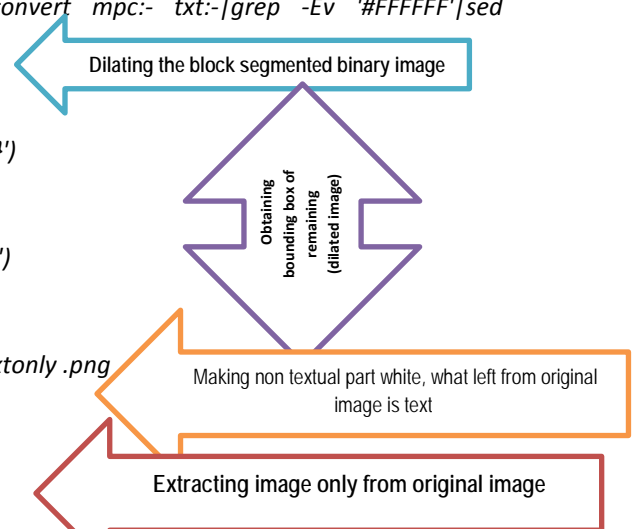 convert mpc:- txt:-|grep -Ev '#FFFFFF'|sed
Dilating the block segmented binary image
')
Obtaining
bounding box of
remaining
(dilated image)
')
.png
Making non textual part white, what left from original
image is text
Extracting image only from original image